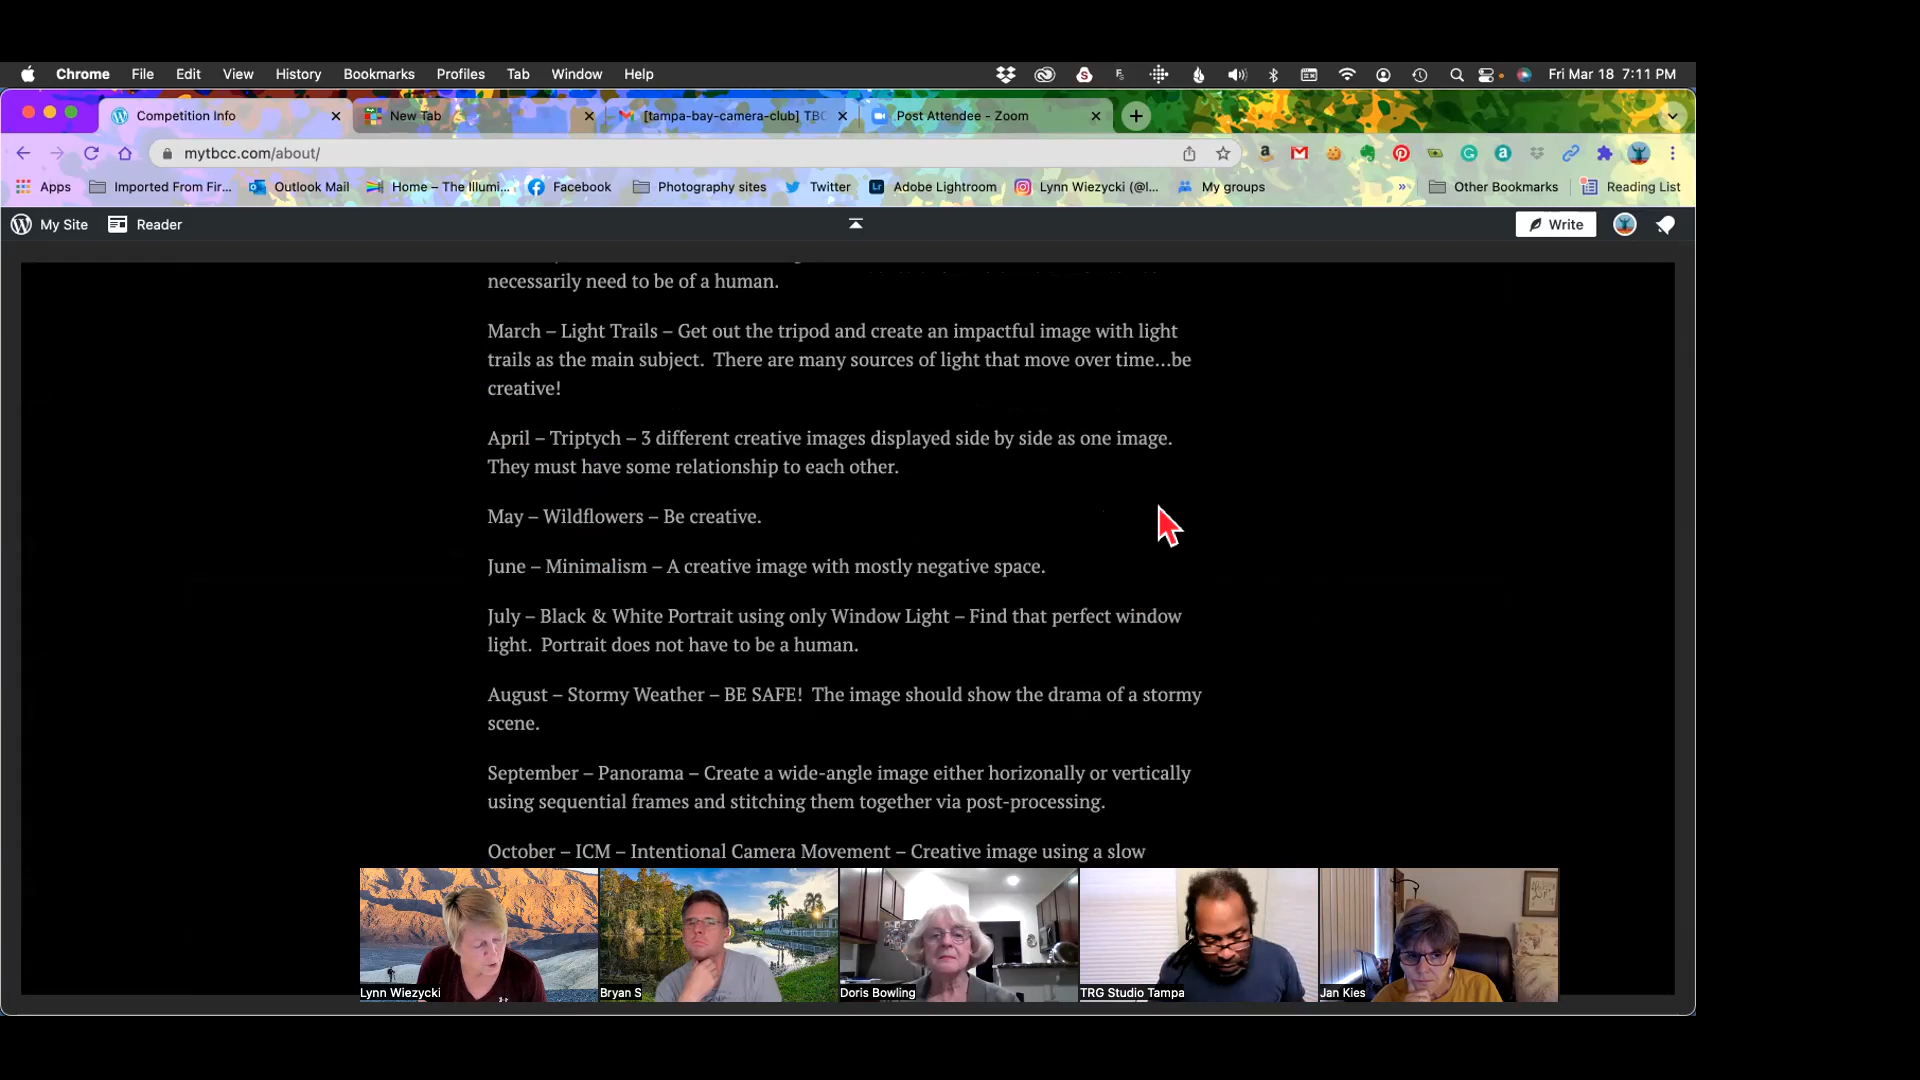 Chrome File Edit View History Bookmarks Profiles Tab Window Help Fri Mar 18 7:11 PM
Competition Info New Tab [tampa-bay-camera-club] TBC Post Attendee - Zoom
mytbcc.com/about/
Apps Imported From Fir... Outlook Mail Home – The Illumi... Facebook Photography sites Twitter Adobe Lightroom Lynn Wiezycki (@l... My groups » Other Bookmarks Reading List
My Site Reader Write
necessarily need to be of a human.
March – Light Trails – Get out the tripod and create an impactful image with light
trails as the main subject. There are many sources of light that move over time…be
creative!
April – Triptych – 3 different creative images displayed side by side as one image.
They must have some relationship to each other.
May – Wildflowers – Be creative.
June – Minimalism – A creative image with mostly negative space.
July – Black & White Portrait using only Window Light – Find that perfect window
light. Portrait does not have to be a human.
August – Stormy Weather – BE SAFE! The image should show the drama of a stormy
scene.
September – Panorama – Create a wide-angle image either horizonally or vertically
using sequential frames and stitching them together via post-processing.
October – ICM – Intentional Camera Movement – Creative image using a slow
Lynn Wiezycki Bryan S Doris Bowling TRG Studio Tampa Jan Kies